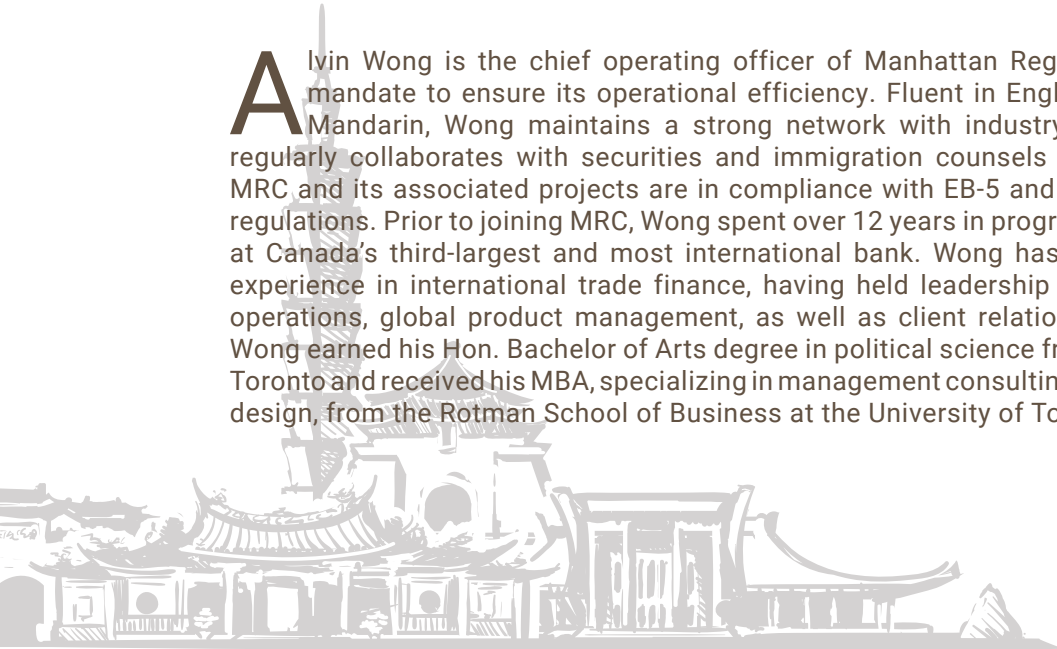 Alvin Wong is the chief operating officer of Manhattan Reg
mandate to ensure its operational efficiency. Fluent in Engl
Mandarin, Wong maintains a strong network with industry
regularly collaborates with securities and immigration counsels
MRC and its associated projects are in compliance with EB-5 and
regulations. Prior to joining MRC, Wong spent over 12 years in progr
at Canada’s third-largest and most international bank. Wong has
experience in international trade finance, having held leadership
operations, global product management, as well as client relatio
Wong earned his Hon. Bachelor of Arts degree in political science fr
Toronto and received his MBA, specializing in management consultin
design, from the Rotman School of Business at the University of To